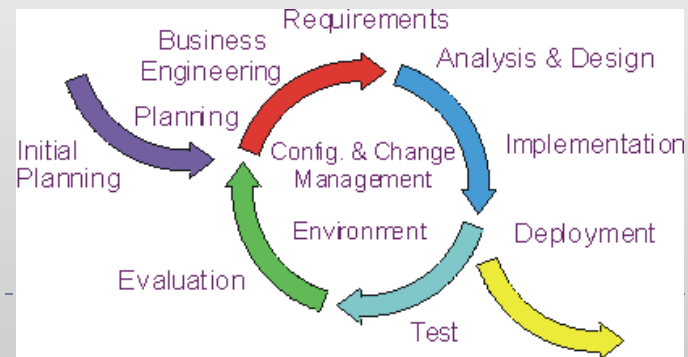 Requirements
Business
Engineering
Analysis & Design
Planning
Initial
Planning
Config. & Change
Management
Implementation
Environment
Deployment
Evaluation
Test